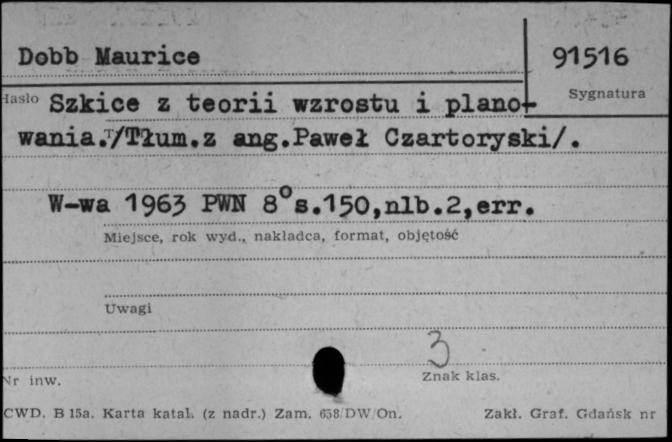 Dobb Maurice
91516
Hasło
Sygnatura
Szkice z teorii wzrostu i plano-
wania./Tłum.z ang.Paweł Czartoryski/.
W-wa 1963 PWN 8° s.150,nlb.2,err.
Miejsce, rok wyd., nakładca, format, objętość
Uwagi
3
Nr inw.
Znak klas.
CWD. B 15a. Karta katal. (z nadr.) Zam. 638/DW/On.
Zakł. Graf. Gdańsk nr